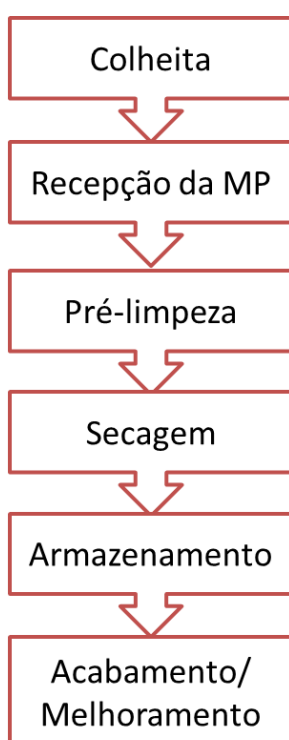 Colheita
Recepção da MP
Pré-limpeza
Secagem
Armazenamento
Acabamento/
Melhoramento